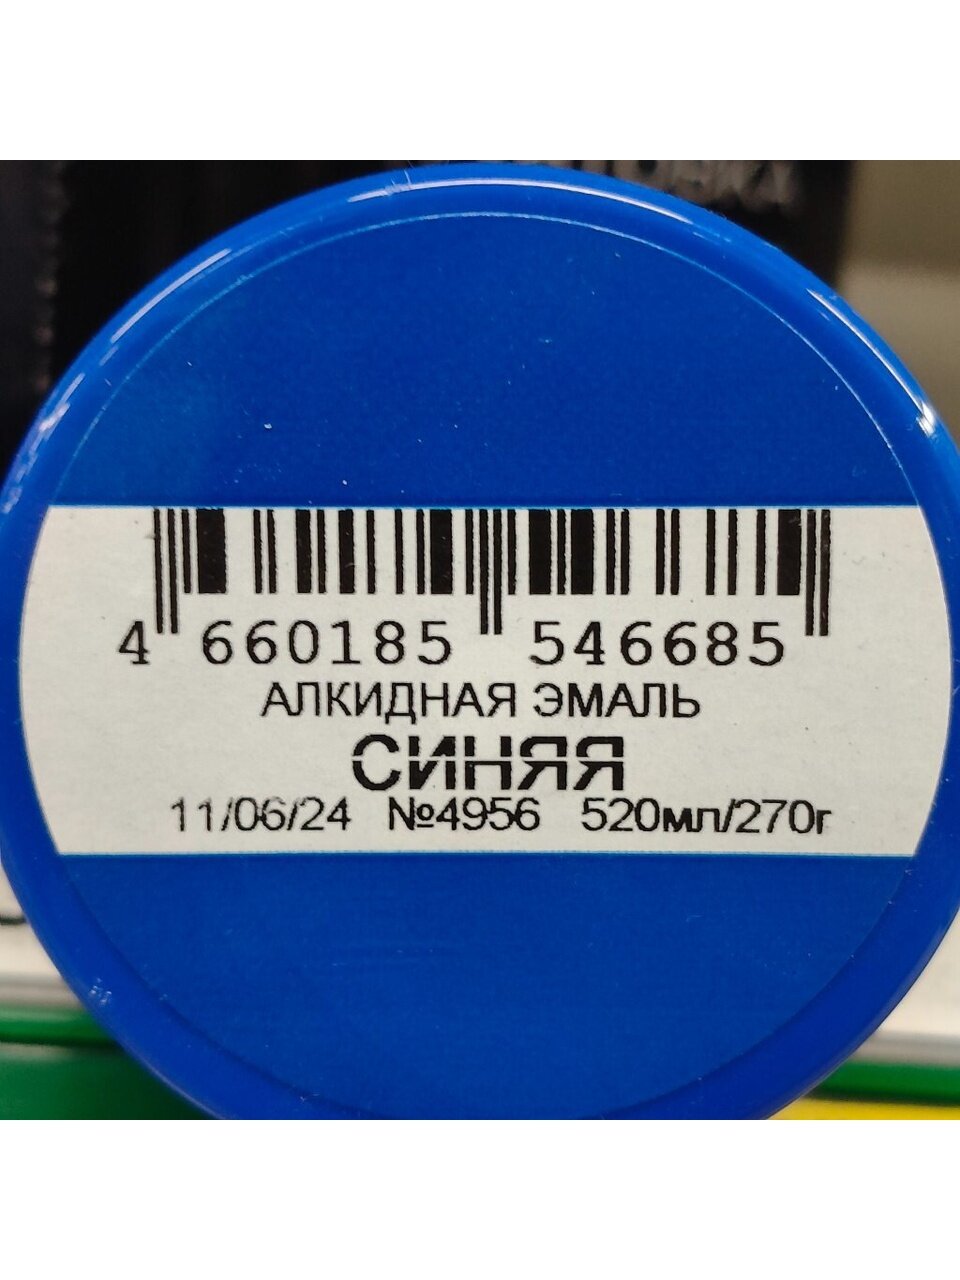 4 660185 546685
АЛКИДНАЯ ЭМАЛЬ
СИНЯЯ
11/06/24 №4956 520мл/270г